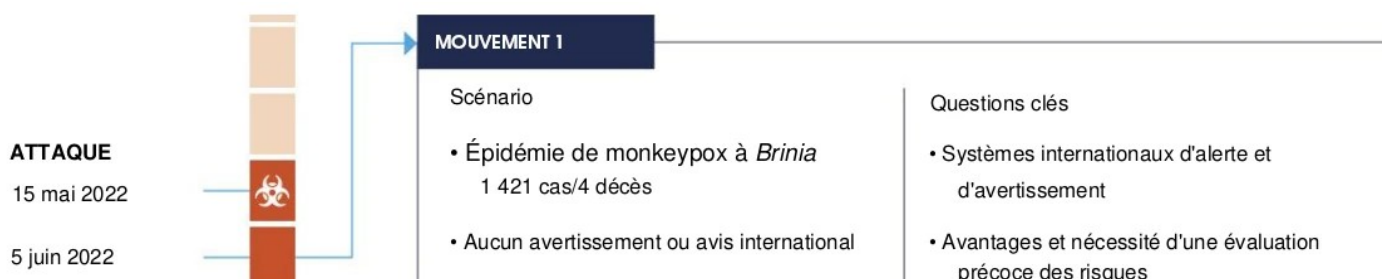 MOUVEMENT 1
ATTAQUE
15 mai 2022
5 juin 2022
Scénario
• Épidémie de monkeypox à Brinia
1 421 cas/4 décès
• Aucun avertissement ou avis international
Questions clés
• Systèmes internationaux d'alerte et
d'avertissement
• Avantages et nécessité d'une évaluation
précoce des risques